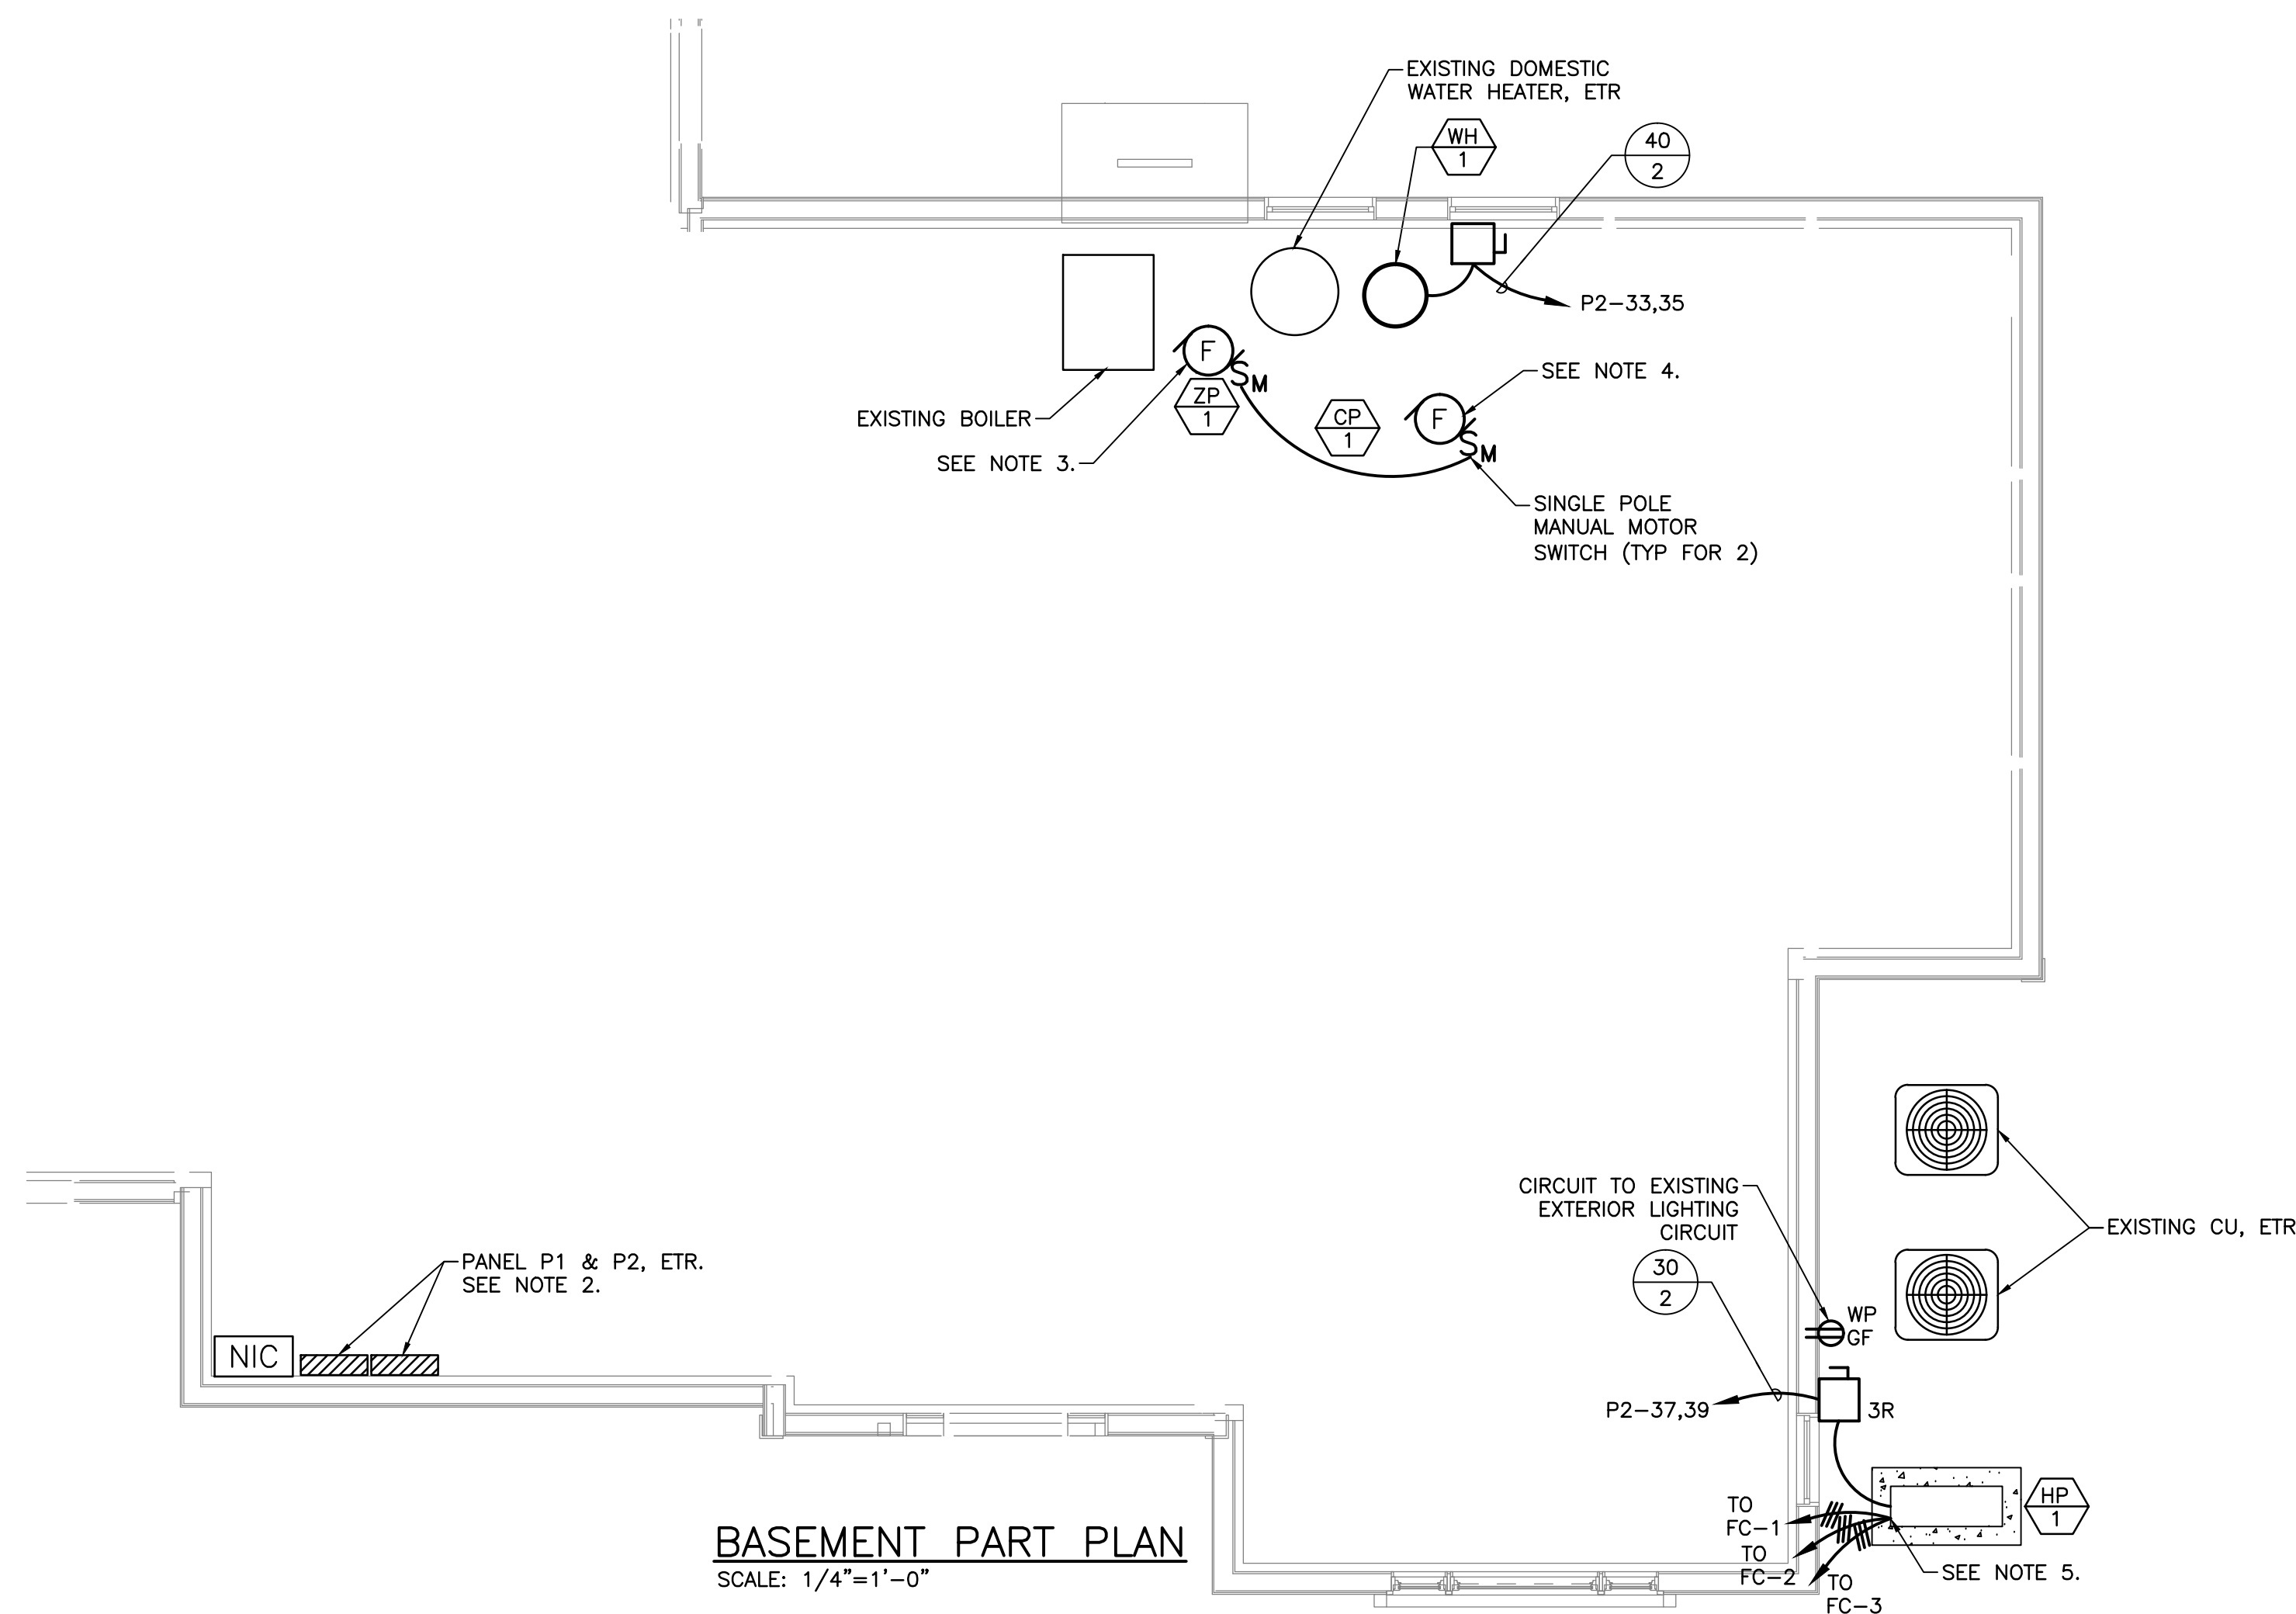 EXISTING DOMESTIC
WATER HEATER, ETR
WH
1
40
2
P2-33,35
F
SM
ZP
1
SEE NOTE 4.
F
SM
CP
1
EXISTING BOILER
SEE NOTE 3.
SINGLE POLE
MANUAL MOTOR
SWITCH (TYP FOR 2)
CIRCUIT TO EXISTING
EXTERIOR LIGHTING
CIRCUIT
EXISTING CU, ETR
PANEL P1 & P2, ETR.
SEE NOTE 2.
NIC
30
2
WP
GF
P2-37,39
3R
HP
1
TO
FC-1
TO
FC-2
TO
FC-3
SEE NOTE 5.
BASEMENT PART PLAN
SCALE: 1/4"=1'-0"